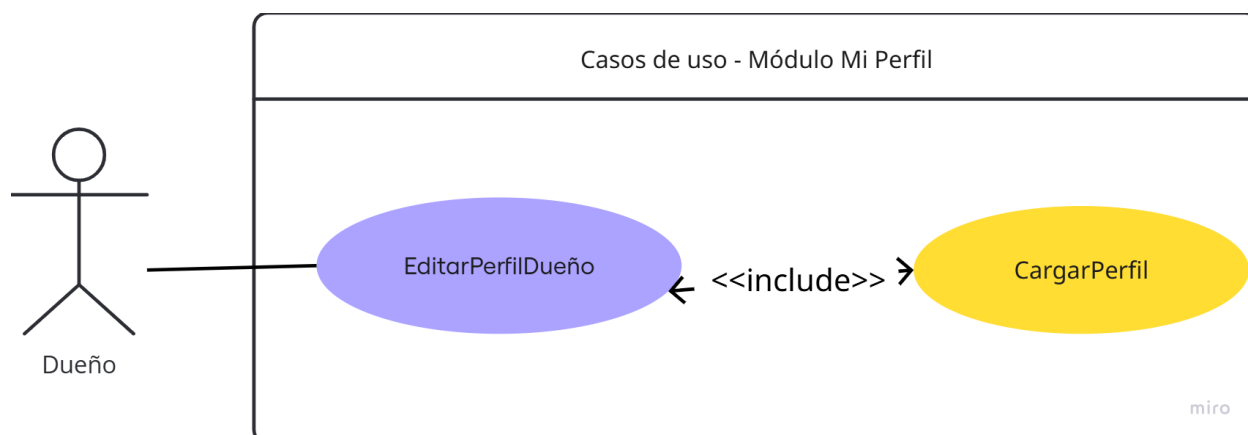 Casos de uso - Módulo Mi Perfil
EditarPerfilDueño
<<include>>
CargarPerfil
Dueño
miro